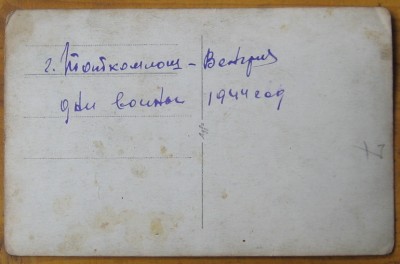 г. Тоткомлош - Венгрия
дни войны 1944 год